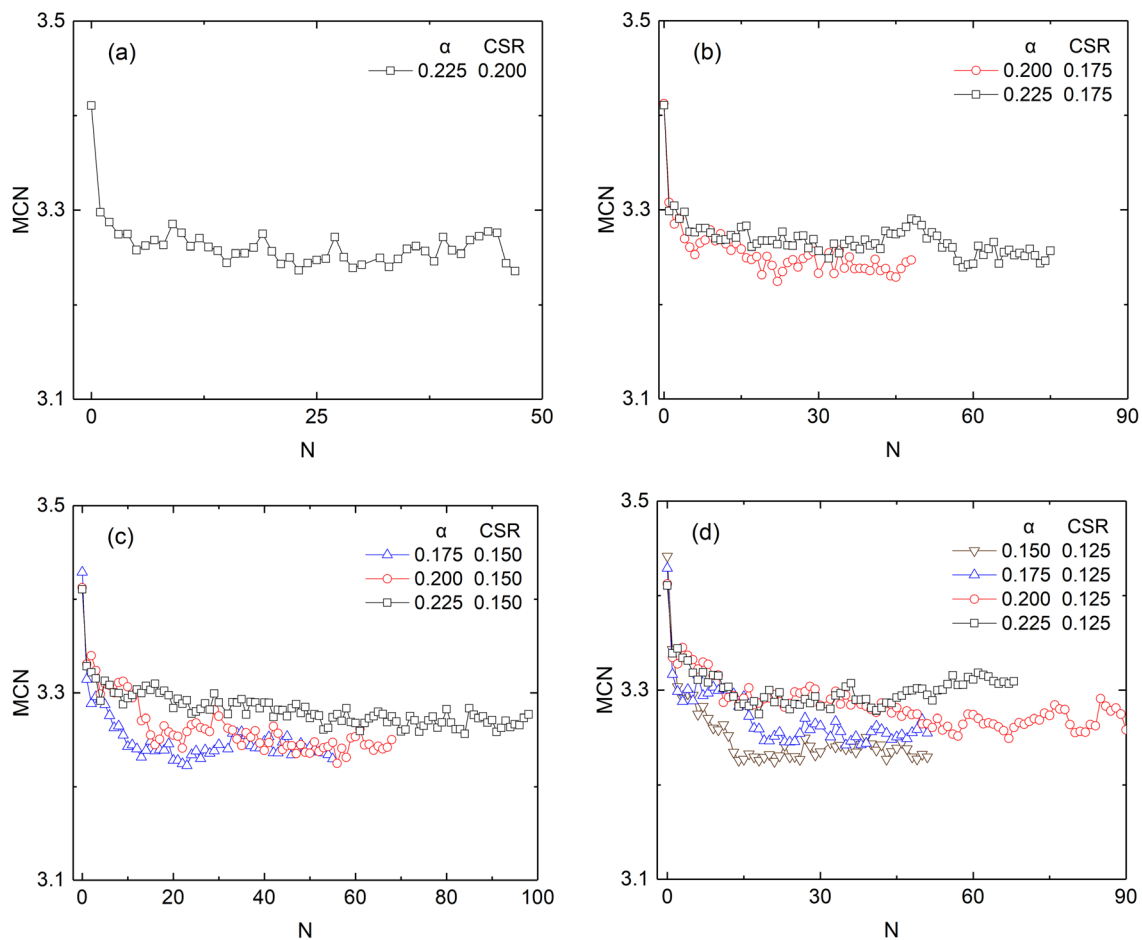 3.5
(a)
α CSR
0.225 0.200
MCN
3.3
3.1
0 25 50
N
3.5
(b)
α CSR
0.200 0.175
0.225 0.175
MCN
3.3
3.1
0 30 60 90
N
3.5
(c)
α CSR
0.175 0.150
0.200 0.150
0.225 0.150
MCN
3.3
3.1
0 20 40 60 80 100
N
3.5
(d)
α CSR
0.150 0.125
0.175 0.125
0.200 0.125
0.225 0.125
MCN
3.3
3.1
0 30 60 90
N